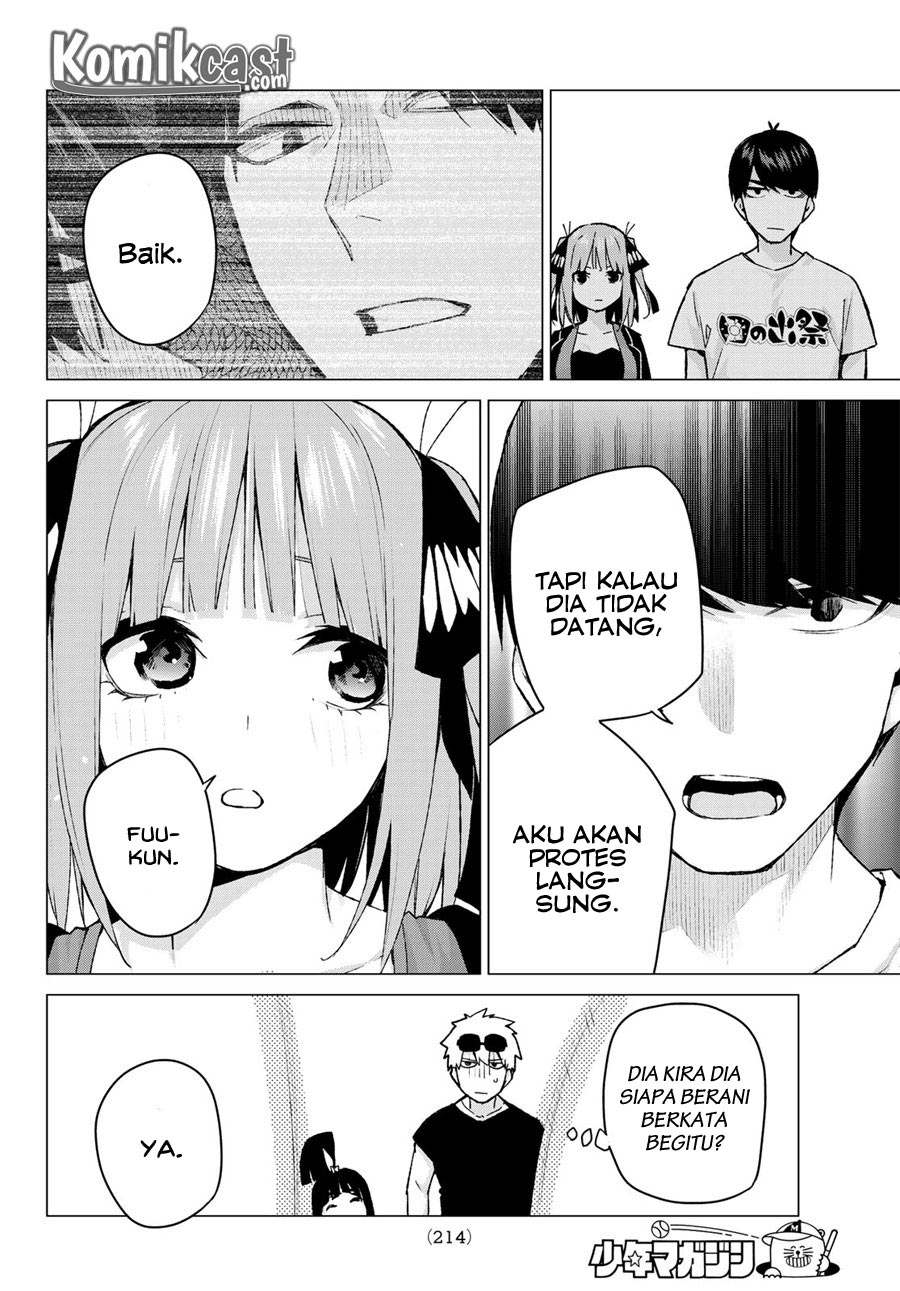 Komikcast
.com
Baik.
日の出祭
TAPI KALAU
DIA TIDAK
DATANG,
AKU AKAN
PROTES
LANG-
SUNG.
FUU-
KUN.
DIA KIRA DIA
SIAPA BERANI
BERKATA
BEGITU?
YA.
(214)
少年マガジン
M